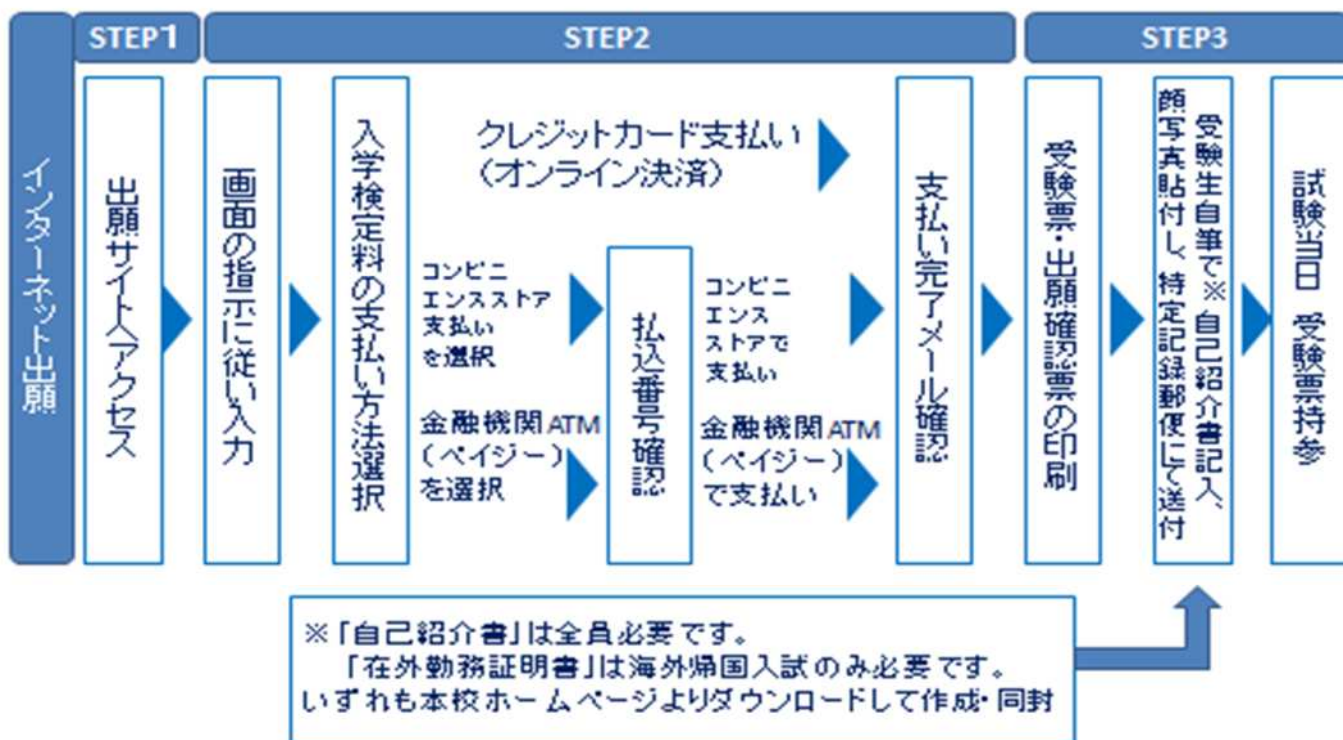 STEP1
STEP2
STEP3
インターネット出願
出願サイトへアクセス
画面の指示に従い入力
入学検定料の支払い方法選択
クレジットカード支払い
(オンライン決済)
コンビニ
エンスストア
支払い
を選択
金融機関ATM
(ペイジー)
を選択
払込番号確認
コンビニ
エンス
ストアで
支払い
金融機関ATM
(ペイジー)
で支払い
支払い完了メール確認
受験票・出願確認票の印刷
受験生自筆で※自己紹介書記入、
顔写真貼付し、特定記録郵便にて送付
試験当日 受験票持参
※「自己紹介書」は全員必要です。
「在外勤務証明書」は海外帰国入試のみ必要です。
いずれも本校ホームページよりダウンロードして作成・同封